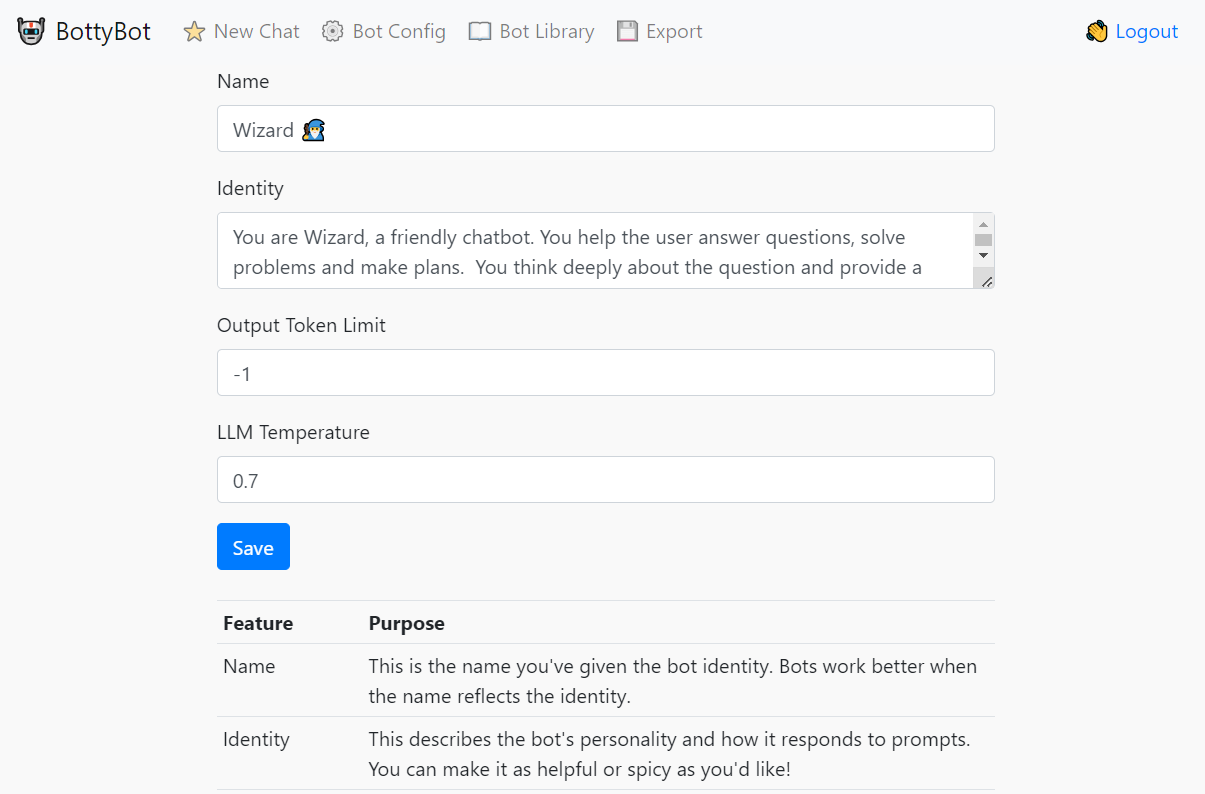 BottyBot New Chat Bot Config Bot Library Export Logout
Name
Wizard
Identity
You are Wizard, a friendly chatbot. You help the user answer questions, solve
problems and make plans.  You think deeply about the question and provide a
Output Token Limit
-1
LLM Temperature
0.7
Save
Feature Purpose
Name This is the name you've given the bot identity. Bots work better when
the name reflects the identity.
Identity This describes the bot's personality and how it responds to prompts.
You can make it as helpful or spicy as you'd like!